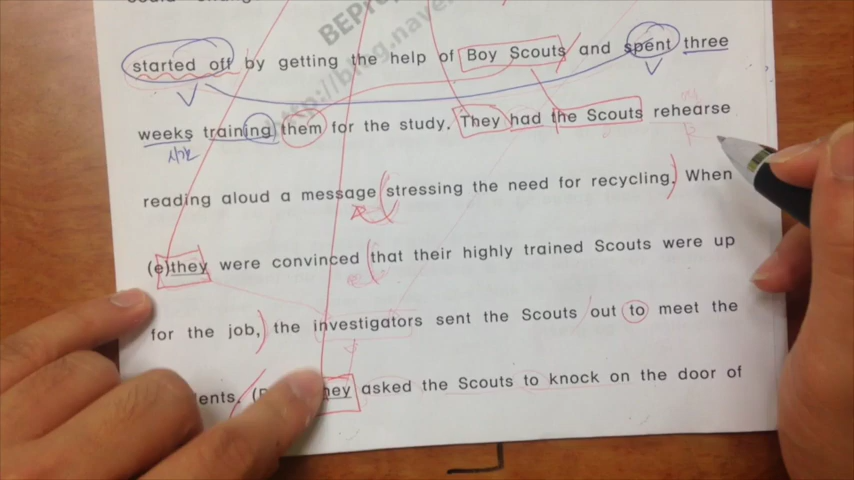 started off by getting the help of Boy Scouts and spent three
weeks training them for the study. They had the Scouts rehearse
reading aloud a message stressing the need for recycling. When
(e)they were convinced that their highly trained Scouts were up
for the job, the investigators sent the Scouts out to meet the
asked the Scouts to knock on the door of